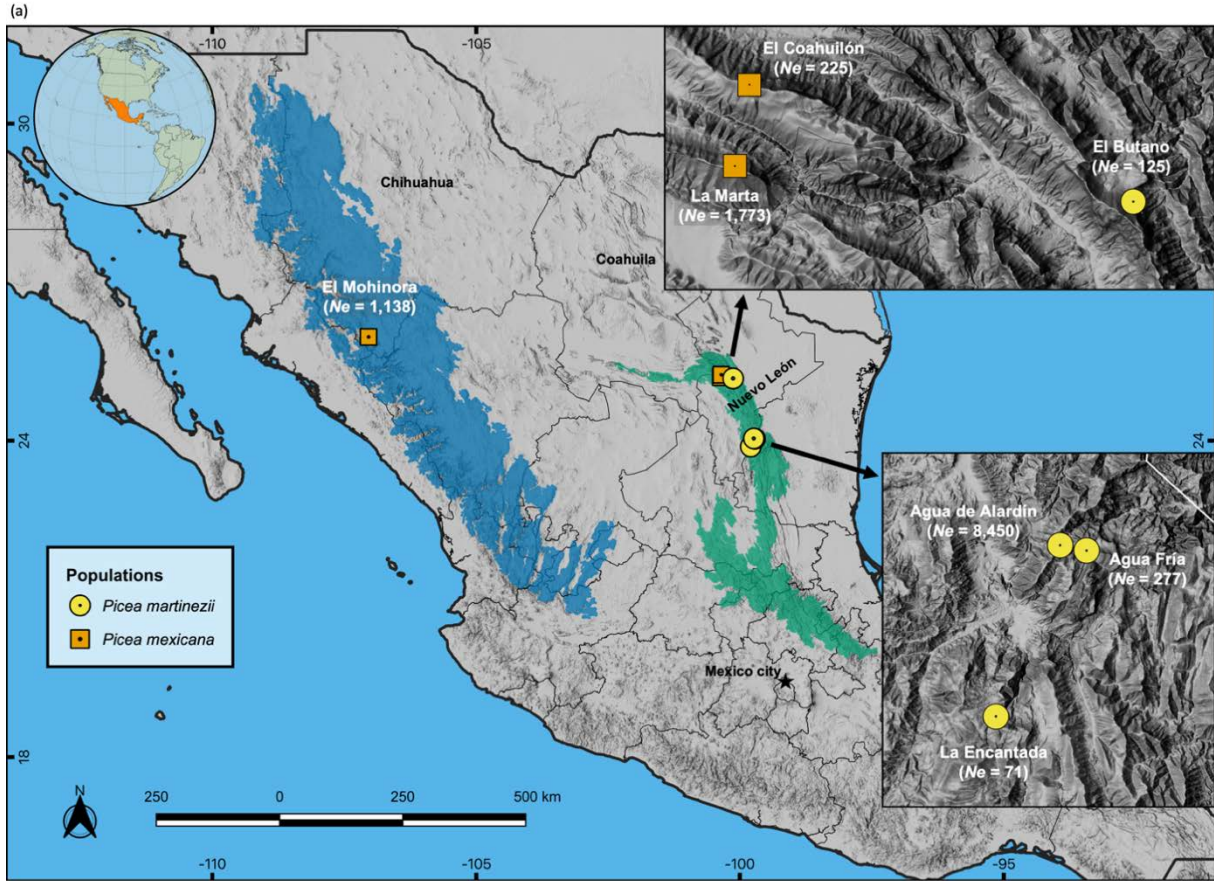 (a)
-110
-105
30
Chihuahua
Coahuila
El Mohinora
(Ne = 1,138)
Nuevo León
24
24
El Coahuilón
(Ne = 225)
El Butano
(Ne = 125)
La Marta
(Ne = 1,773)
Agua de Alardín
(Ne = 8,450)
Agua Fría
(Ne = 277)
La Encantada
(Ne = 71)
Populations
Picea martinezii
Picea mexicana
Mexico city
18
N
250
0
250
500 km
-110
-105
-100
-95